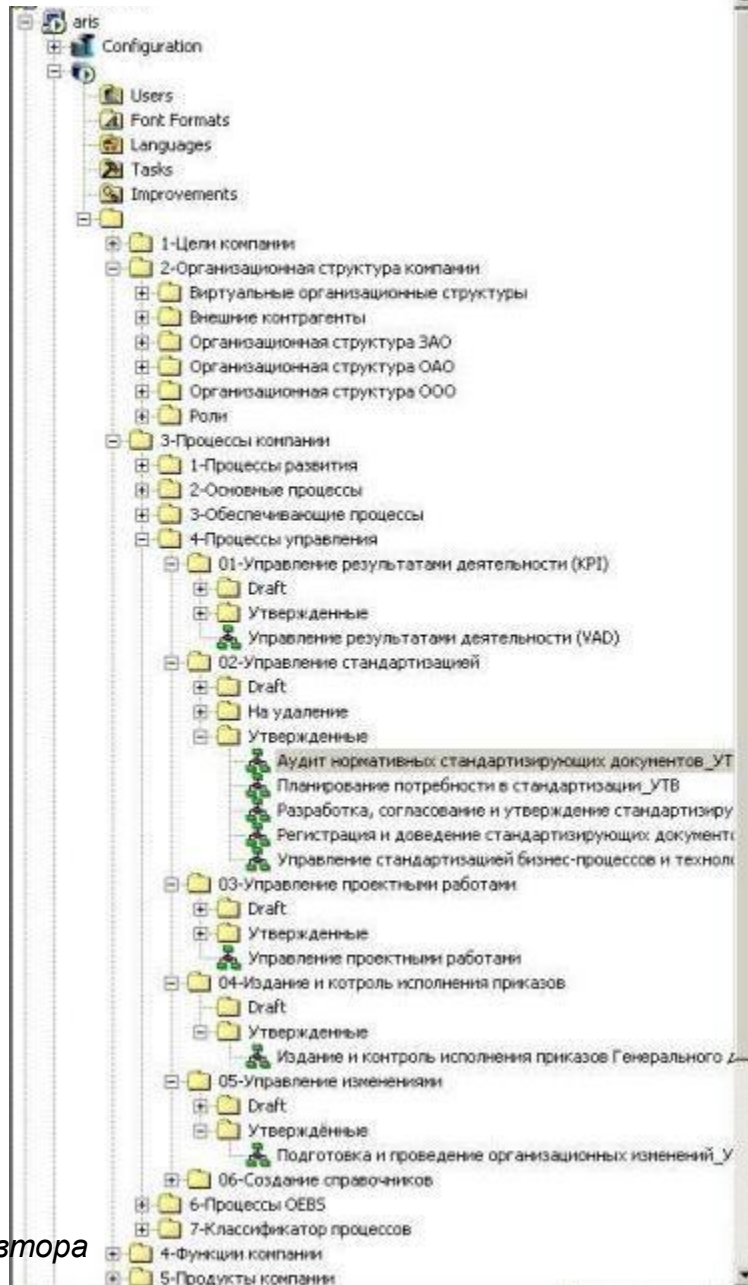 aris
Configuration
Users
Font Formats
Languages
Tasks
Improvements
1-Цели компании
2-Организационная структура компании
Виртуальные организационные структуры
Внешние контрагенты
Организационная структура ЗАО
Организационная структура ОАО
Организационная структура ООО
Роли
3-Процессы компании
1-Процессы развития
2-Основные процессы
3-Обеспечивающие процессы
4-Процессы управления
01-Управление результатами деятельности (KPI)
Draft
Утвержденные
Управление результатами деятельности (VAD)
02-Управление стандартизацией
Draft
На удаление
Утвержденные
Аудит нормативных стандартизирующих документов_УТ
Планирование потребности в стандартизации_УТВ
Разработка, согласование и утверждение стандартизиру
Регистрация и доведение стандартизирующих документо
Управление стандартизацией бизнес-процессов и технол
03-Управление проектными работами
Draft
Утвержденные
Управление проектными работами
04-Издание и котроль исполнения приказов
Draft
Утвержденные
Издание и контроль исполнения приказов Генерального
05-Управление изменениями
Draft
Утверждённые
Подготовка и проведение организационных изменений_У
06-Создание справочников
6-Процессы OEBS
7-Классификатор процессов
втора
4-Функции компании
5-Продукты компании